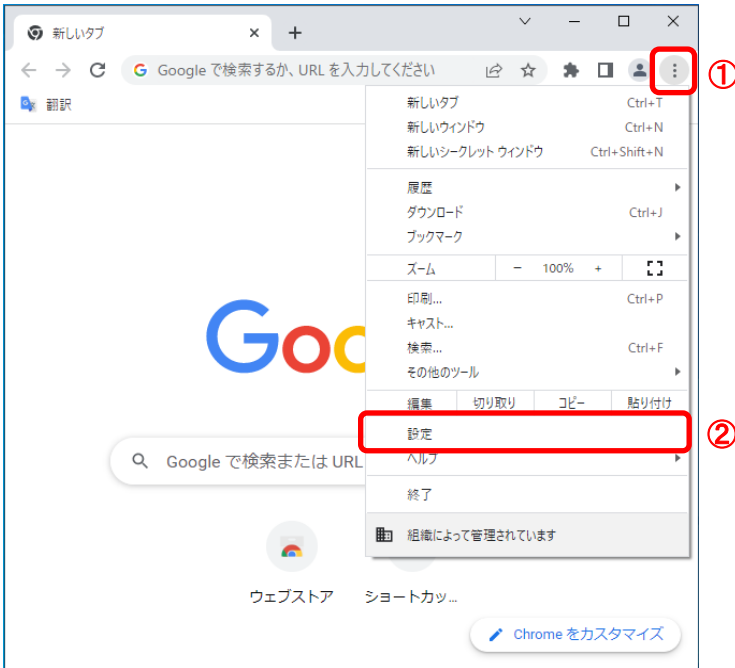 新しいタブ
G Google で検索するか、URL を入力してください
①
翻訳
新しいタブ Ctrl+T
新しいウィンドウ Ctrl+N
新しいシークレット ウィンドウ Ctrl+Shift+N
履歴
ダウンロード Ctrl+J
ブックマーク
ズーム − 100% +
印刷... Ctrl+P
キャスト...
検索... Ctrl+F
その他のツール
編集 切り取り コピー 貼り付け
設定
②
ヘルプ
終了
組織によって管理されています
Goo
Google で検索または URL
ウェブストア ショートカッ...
Chrome をカスタマイズ